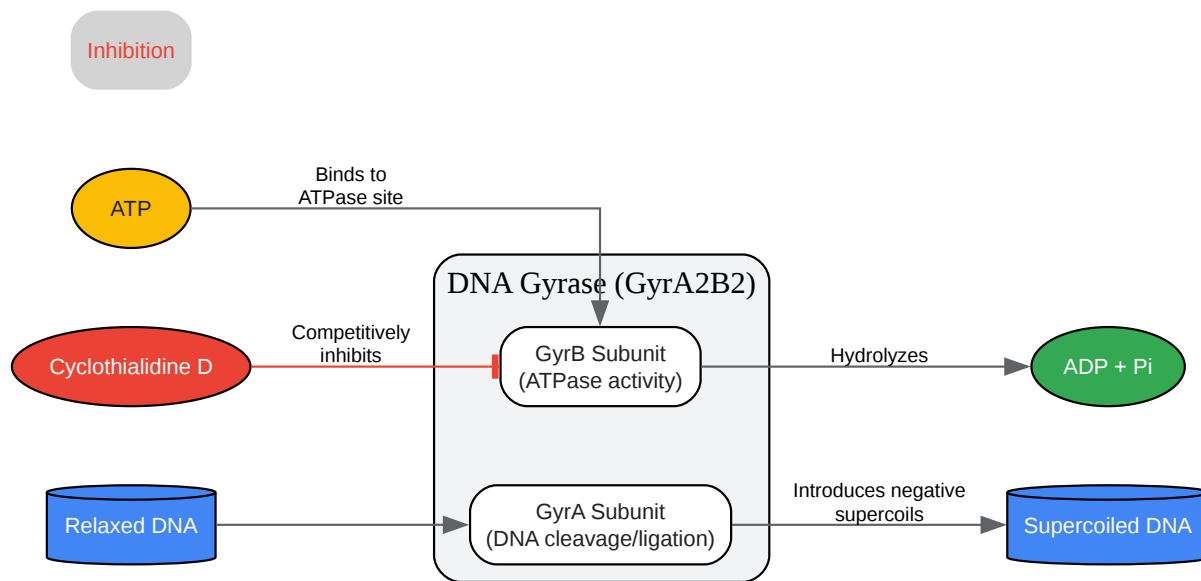 Inhibition
Binds to
ATPase site
ATP
DNA Gyrase (GyrA2B2)
Competitively
inhibits
Cyclothialidine D
GyrB Subunit
(ATPase activity)
Hydrolyzes
ADP + Pi
Relaxed DNA
GyrA Subunit
(DNA cleavage/ligation)
Introduces negative
supercoils
Supercoiled DNA